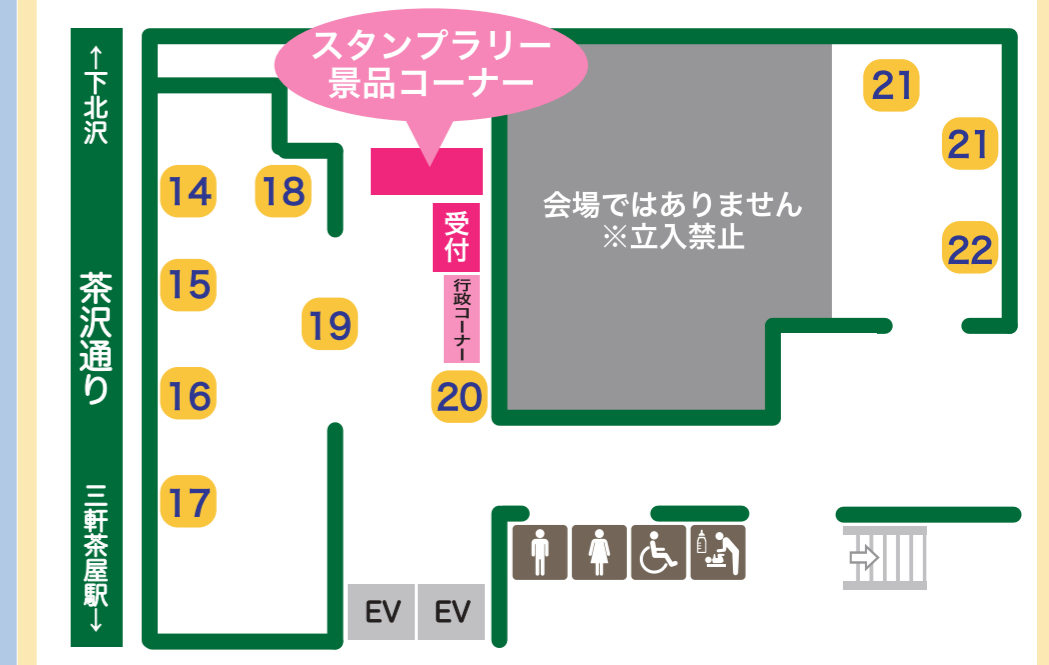 ←下北沢
茶沢通り
三軒茶屋駅→
スタンプラリー
景品コーナー
受付
行政コーナー
会場ではありません
※立入禁止
14
15
16
17
18
19
20
21
21
22
EV
EV